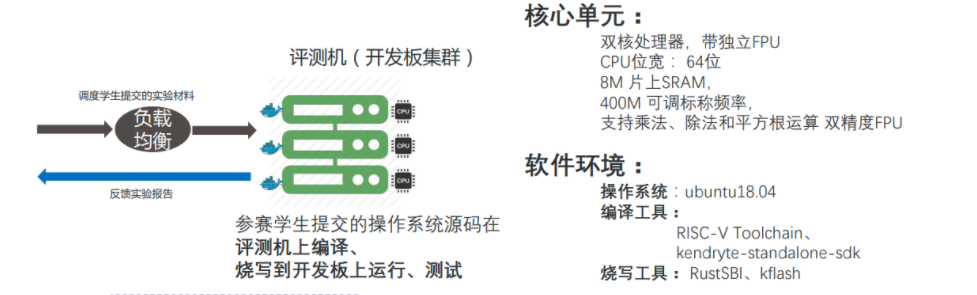 评测机（开发板集群）
调度学生提交的实验材料
负载
均衡
CPU
CPU
CPU
反馈实验报告
参赛学生提交的操作系统源码在
评测机上编译、
烧写到开发板上运行、测试
核心单元：
双核处理器，带独立FPU
CPU位宽： 64位
8M 片上SRAM，
400M 可调标称频率，
支持乘法、除法和平方根运算 双精度FPU
软件环境：
操作系统：ubuntu18.04
编译工具：
RISC-V Toolchain、
kendryte-standalone-sdk
烧写工具： RustSBI、kflash